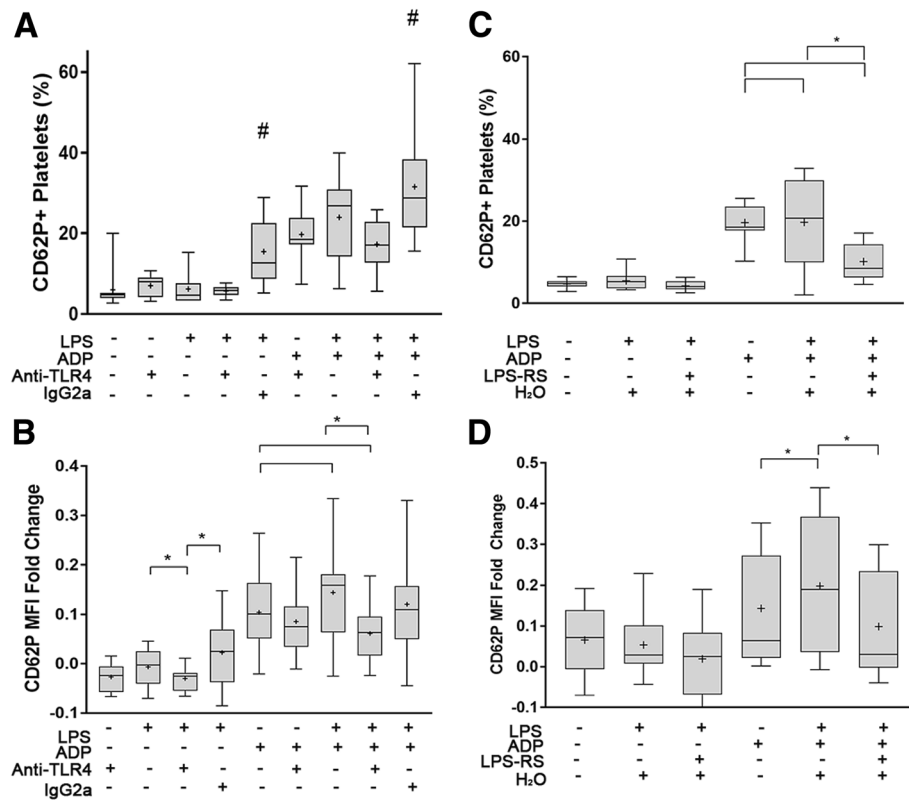 A
#
#
CD62P+ Platelets (%)
60
40
20
0
LPS - - + + + - + + +
ADP - - - - - + + + +
Anti-TLR4 - + - + - + - + -
IgG2a - - - - + - - - +
C
*
CD62P+ Platelets (%)
60
40
20
0
LPS - + + - + +
ADP - - - + + +
LPS-RS - - + - - +
H₂O - + + - + +
B
*
* *
CD62P MFI Fold Change
0.4
0.3
0.2
0.1
0.0
-0.1
LPS - + + + - - + + +
ADP - - - - + + + + +
Anti-TLR4 + - + - - + - + -
IgG2a - - - + - - - - +
D
* *
CD62P MFI Fold Change
0.5
0.4
0.3
0.2
0.1
0.0
-0.1
LPS - + + - + +
ADP - - - + + +
LPS-RS - - + - - +
H₂O - + + - + +